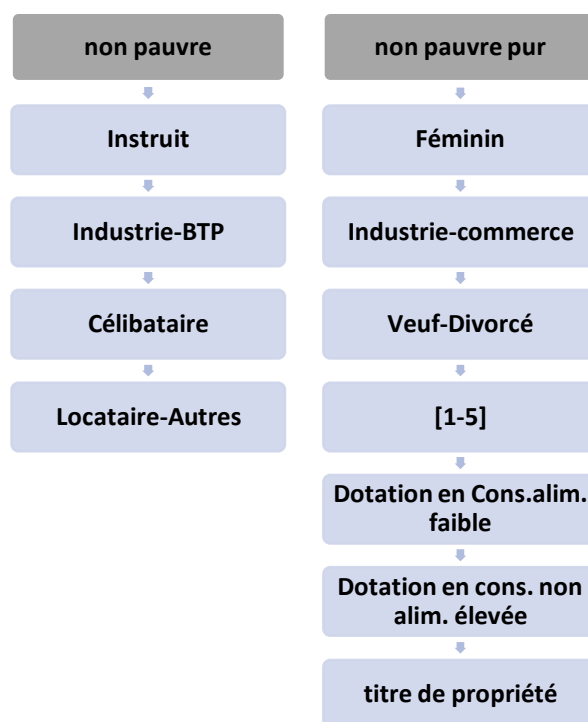 non pauvre
Instruit
Industrie-BTP
Célibataire
Locataire-Autres
non pauvre pur
Féminin
Industrie-commerce
Veuf-Divorcé
[1-5]
Dotation en Cons.alim.
faible
Dotation en cons. non
alim. élevée
titre de propriété